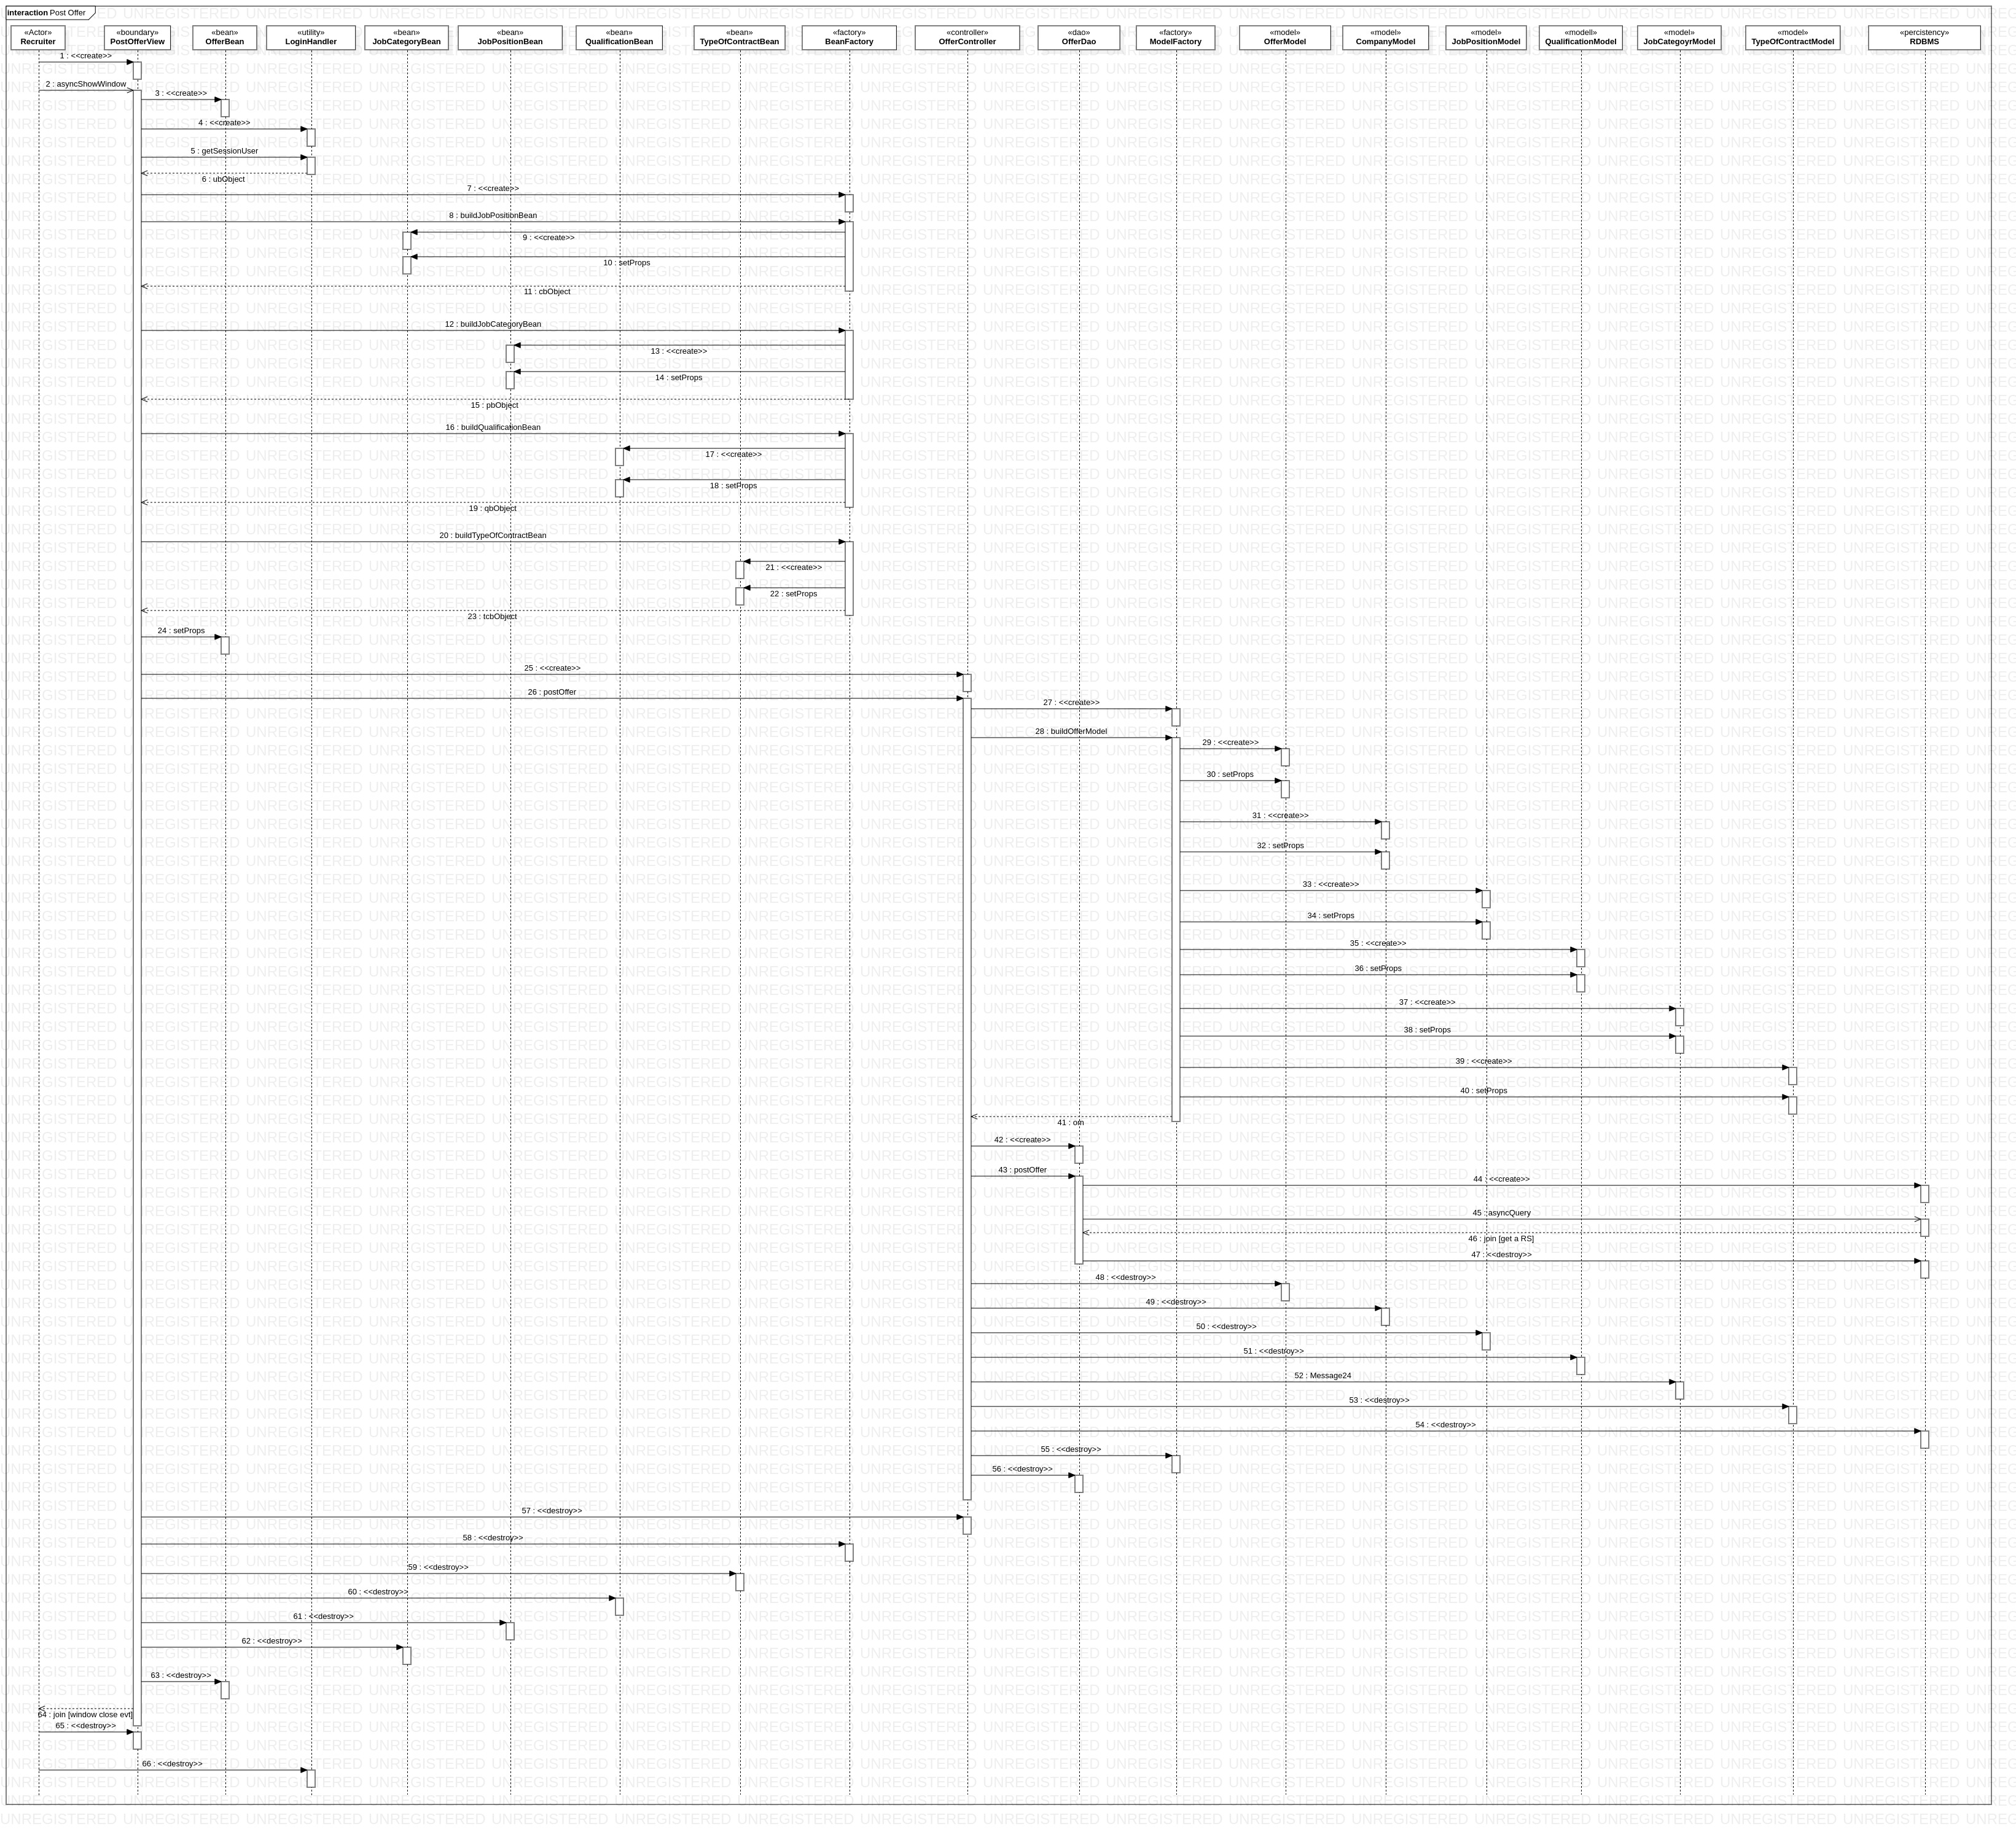 interaction Post Offer
«Actor»
Recruiter
«boundary»
PostOfferView
«bean»
OfferBean
«utility»
LoginHandler
«bean»
JobCategoryBean
«bean»
JobPositionBean
«bean»
QualificationBean
«bean»
TypeOfContractBean
«factory»
BeanFactory
«controller»
OfferController
«dao»
OfferDao
«factory»
ModelFactory
«model»
OfferModel
«model»
CompanyModel
«model»
JobPositionModel
«modell»
QualificationModel
«model»
JobCategoyrModel
«model»
TypeOfContractModel
«percistency»
RDBMS
1 : <<create>>
2 : asyncShowWindow
3 : <<create>>
4 : <<create>>
5 : getSessionUser
6 : ubObject
7 : <<create>>
8 : buildJobPositionBean
9 : <<create>>
10 : setProps
11 : cbObject
12 : buildJobCategoryBean
13 : <<create>>
14 : setProps
15 : pbObject
16 : buildQualificationBean
17 : <<create>>
18 : setProps
19 : qbObject
20 : buildTypeOfContractBean
21 : <<create>>
22 : setProps
23 : tcbObject
24 : setProps
25 : <<create>>
26 : postOffer
27 : <<create>>
28 : buildOfferModel
29 : <<create>>
30 : setProps
31 : <<create>>
32 : setProps
33 : <<create>>
34 : setProps
35 : <<create>>
36 : setProps
37 : <<create>>
38 : setProps
39 : <<create>>
40 : setProps
41 : om
42 : <<create>>
43 : postOffer
44 : <<create>>
45 : asyncQuery
46 : join [get a RS]
47 : <<destroy>>
48 : <<destroy>>
49 : <<destroy>>
50 : <<destroy>>
51 : <<destroy>>
52 : Message24
53 : <<destroy>>
54 : <<destroy>>
55 : <<destroy>>
56 : <<destroy>>
57 : <<destroy>>
58 : <<destroy>>
59 : <<destroy>>
60 : <<destroy>>
61 : <<destroy>>
62 : <<destroy>>
63 : <<destroy>>
64 : join [window close evt]
65 : <<destroy>>
66 : <<destroy>>
UNREGISTERED